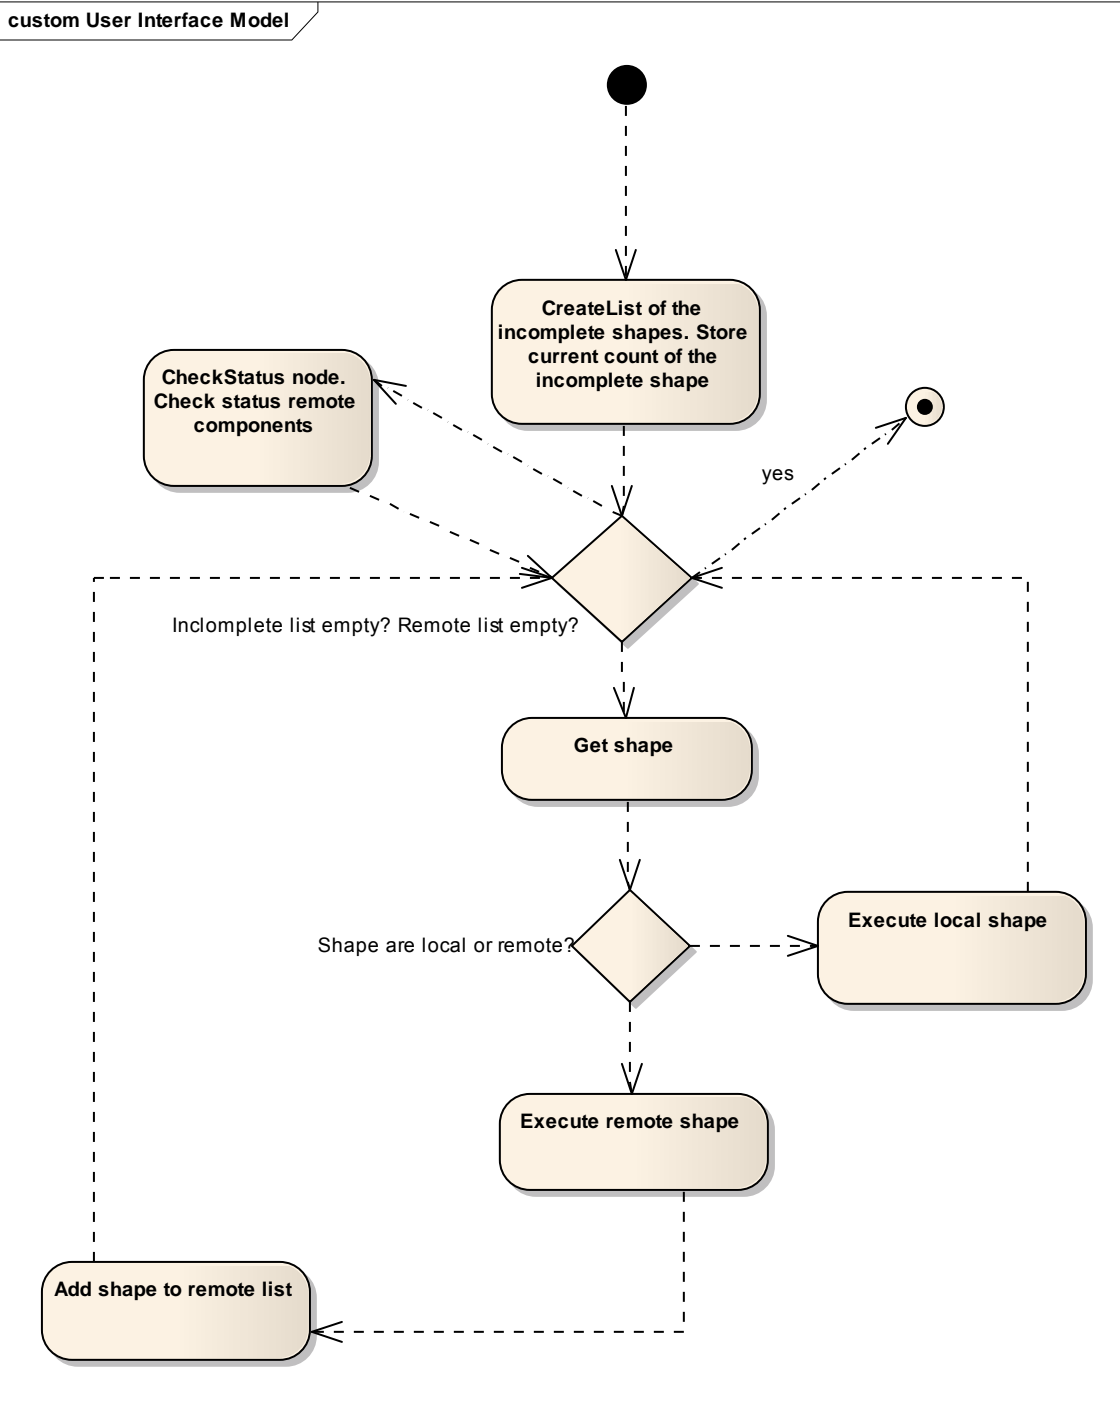 custom User Interface Model
CreateList of the
incomplete shapes. Store
current count of the
incomplete shape
CheckStatus node.
Check status remote
components
yes
Inclomplete list empty? Remote list empty?
Get shape
Shape are local or remote?
Execute local shape
Execute remote shape
Add shape to remote list